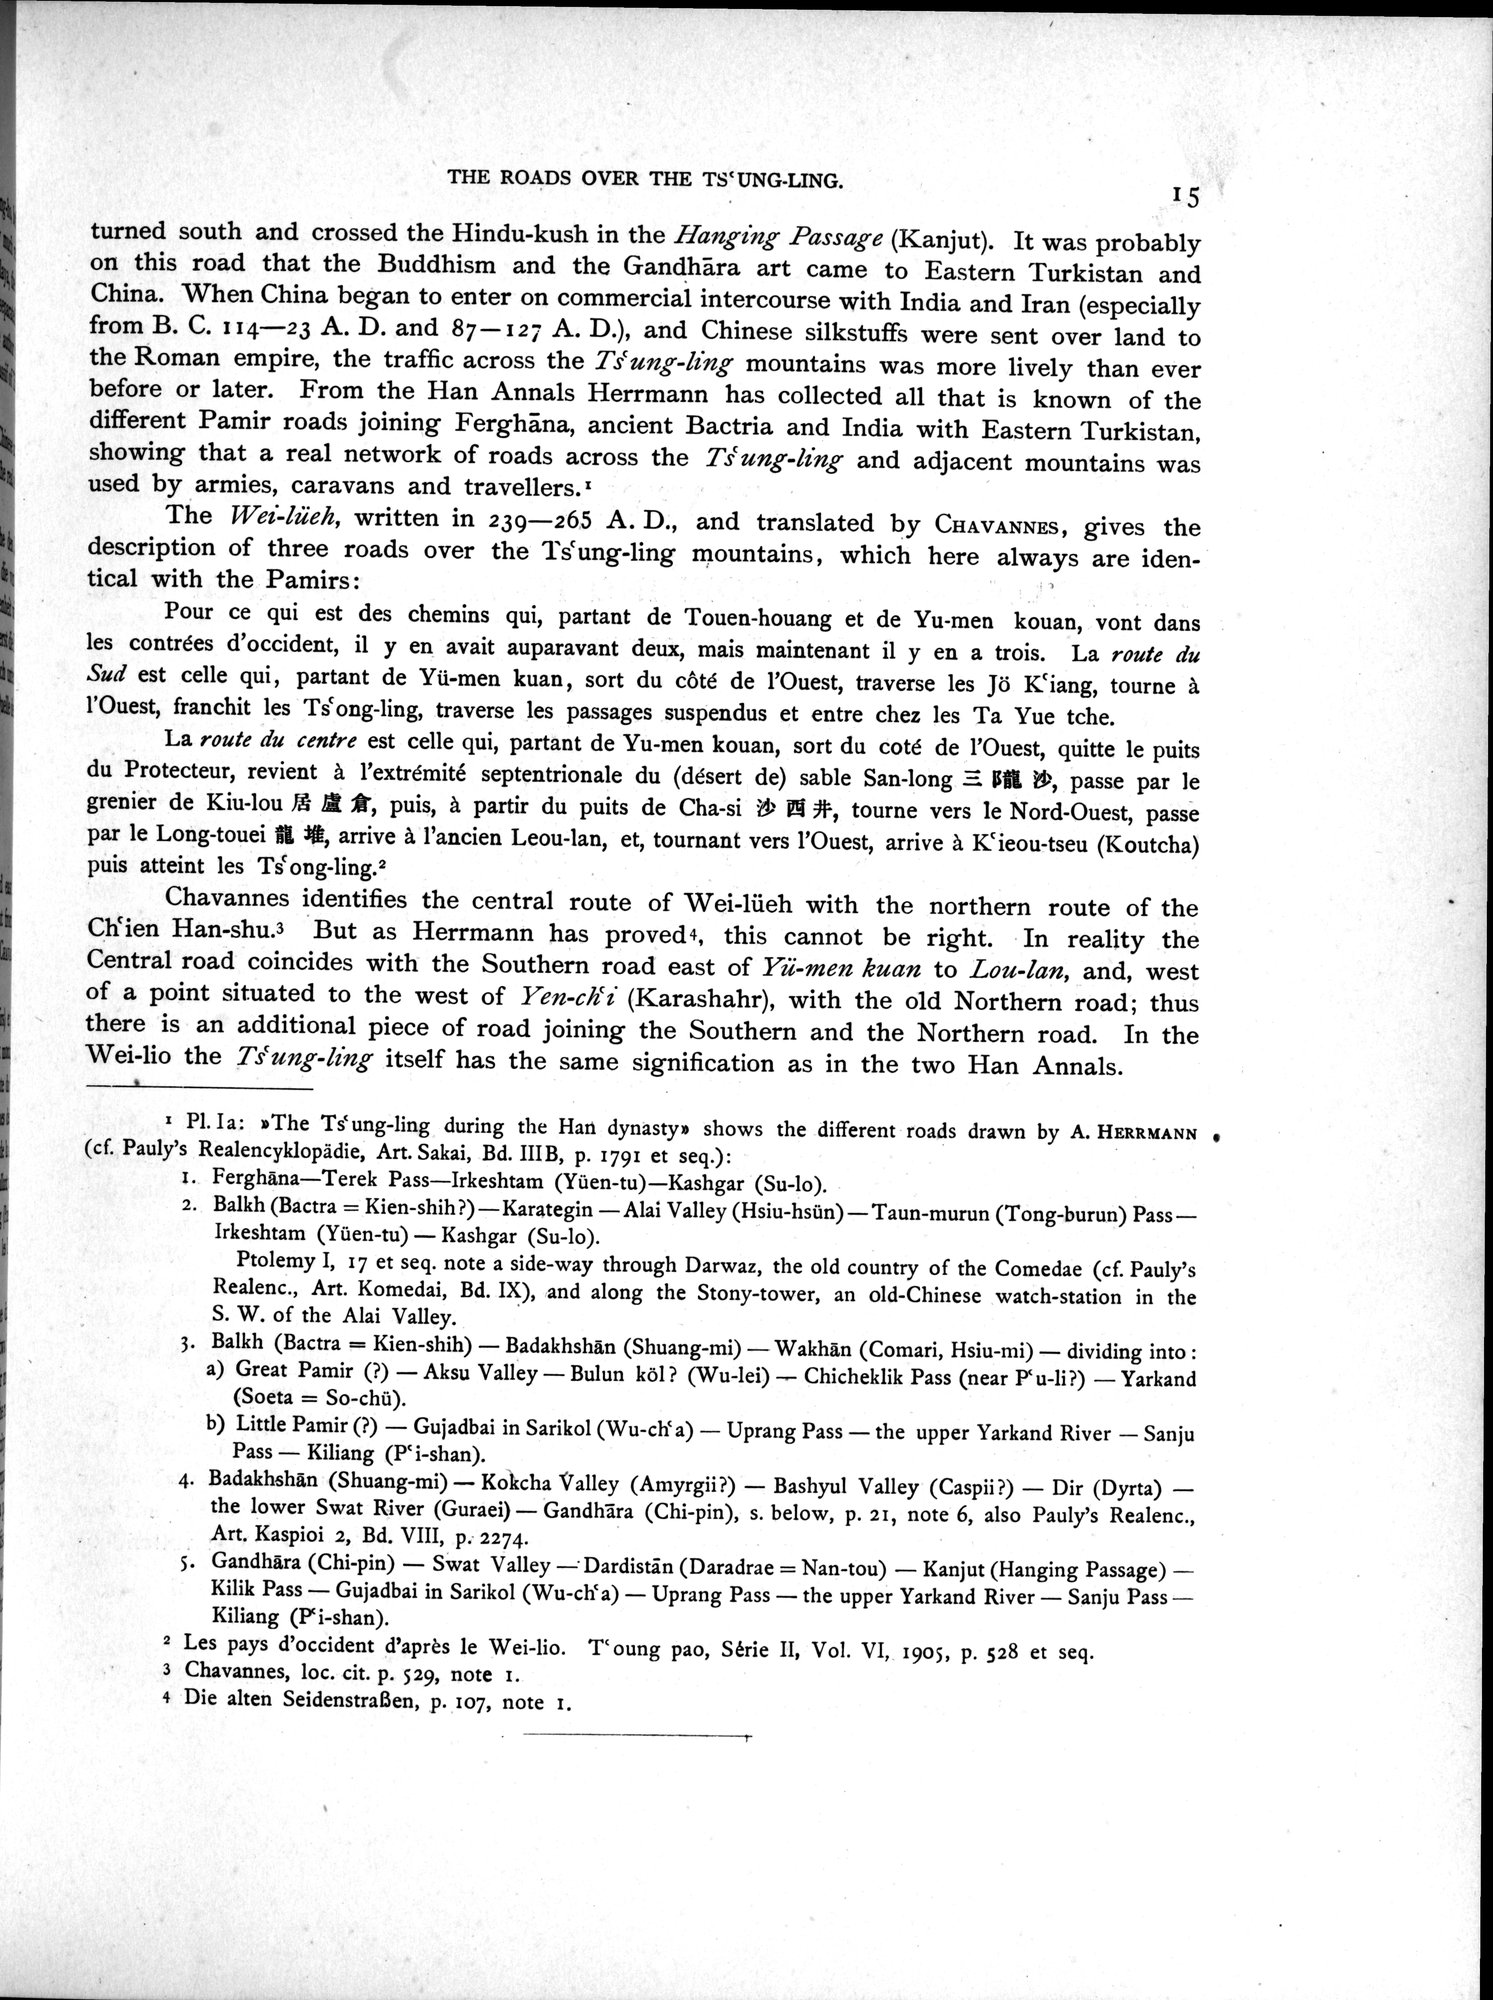 THE ROADS OVER THE TSʿUNG-LING.
15
turned south and crossed the Hindu-kush in the Hanging Passage (Kanjut). It was probably
on this road that the Buddhism and the Gandhāra art came to Eastern Turkistan and
China. When China began to enter on commercial intercourse with India and Iran (especially
from B. C. 114—23 A. D. and 87—127 A. D.), and Chinese silkstuffs were sent over land to
the Roman empire, the traffic across the Tsʿung-ling mountains was more lively than ever
before or later. From the Han Annals Herrmann has collected all that is known of the
different Pamir roads joining Ferghāna, ancient Bactria and India with Eastern Turkistan,
showing that a real network of roads across the Tsʿung-ling and adjacent mountains was
used by armies, caravans and travellers.¹
The Wei-lüeh, written in 239—265 A. D., and translated by CHAVANNES, gives the
description of three roads over the Tsʿung-ling mountains, which here always are iden-
tical with the Pamirs:
Pour ce qui est des chemins qui, partant de Touen-houang et de Yu-men kouan, vont dans
les contrées d'occident, il y en avait auparavant deux, mais maintenant il y en a trois. La route du
Sud est celle qui, partant de Yü-men kuan, sort du côté de l'Ouest, traverse les Jö Kʿiang, tourne à
l'Ouest, franchit les Tsʿong-ling, traverse les passages suspendus et entre chez les Ta Yue tche.
La route du centre est celle qui, partant de Yu-men kouan, sort du coté de l'Ouest, quitte le puits
du Protecteur, revient à l'extrémité septentrionale du (désert de) sable San-long 三隴沙, passe par le
grenier de Kiu-lou 居盧倉, puis, à partir du puits de Cha-si 沙西井, tourne vers le Nord-Ouest, passe
par le Long-touei 龍堆, arrive à l'ancien Leou-lan, et, tournant vers l'Ouest, arrive à Kʿieou-tseu (Koutcha)
puis atteint les Tsʿong-ling.²
Chavannes identifies the central route of Wei-lüeh with the northern route of the
Chʿien Han-shu.³ But as Herrmann has proved⁴, this cannot be right. In reality the
Central road coincides with the Southern road east of Yü-men kuan to Lou-lan, and, west
of a point situated to the west of Yen-chʿi (Karashahr), with the old Northern road; thus
there is an additional piece of road joining the Southern and the Northern road. In the
Wei-lio the Tsʿung-ling itself has the same signification as in the two Han Annals.
¹ Pl. Ia: »The Tsʿung-ling during the Han dynasty» shows the different roads drawn by A. HERRMANN
(cf. Pauly's Realencyklopädie, Art. Sakai, Bd. IIIB, p. 1791 et seq.):
1. Ferghāna—Terek Pass—Irkeshtam (Yüen-tu)—Kashgar (Su-lo).
2. Balkh (Bactra = Kien-shih?)—Karategin—Alai Valley (Hsiu-hsün)—Taun-murun (Tong-burun) Pass—
Irkeshtam (Yüen-tu) — Kashgar (Su-lo).
Ptolemy I, 17 et seq. note a side-way through Darwaz, the old country of the Comedae (cf. Pauly's
Realenc., Art. Komedai, Bd. IX), and along the Stony-tower, an old-Chinese watch-station in the
S. W. of the Alai Valley.
3. Balkh (Bactra = Kien-shih) — Badakhshān (Shuang-mi) — Wakhān (Comari, Hsiu-mi) — dividing into:
a) Great Pamir (?) — Aksu Valley — Bulun köl? (Wu-lei) — Chicheklik Pass (near Pʿu-li?) — Yarkand
(Soeta = So-chü).
b) Little Pamir (?) — Gujadbai in Sarikol (Wu-chʿa) — Uprang Pass — the upper Yarkand River — Sanju
Pass — Kiliang (Pʿi-shan).
4. Badakhshān (Shuang-mi) — Kokcha Valley (Amyrgii?) — Bashyul Valley (Caspii?) — Dir (Dyrta) —
the lower Swat River (Guraei) — Gandhāra (Chi-pin), s. below, p. 21, note 6, also Pauly's Realenc.,
Art. Kaspioi 2, Bd. VIII, p. 2274.
5. Gandhāra (Chi-pin) — Swat Valley — Dardistān (Daradrae = Nan-tou) — Kanjut (Hanging Passage) —
Kilik Pass — Gujadbai in Sarikol (Wu-chʿa) — Uprang Pass — the upper Yarkand River — Sanju Pass —
Kiliang (Pʿi-shan).
² Les pays d'occident d'après le Wei-lio. Tʿoung pao, Série II, Vol. VI, 1905, p. 528 et seq.
³ Chavannes, loc. cit. p. 529, note 1.
⁴ Die alten Seidenstraßen, p. 107, note 1.